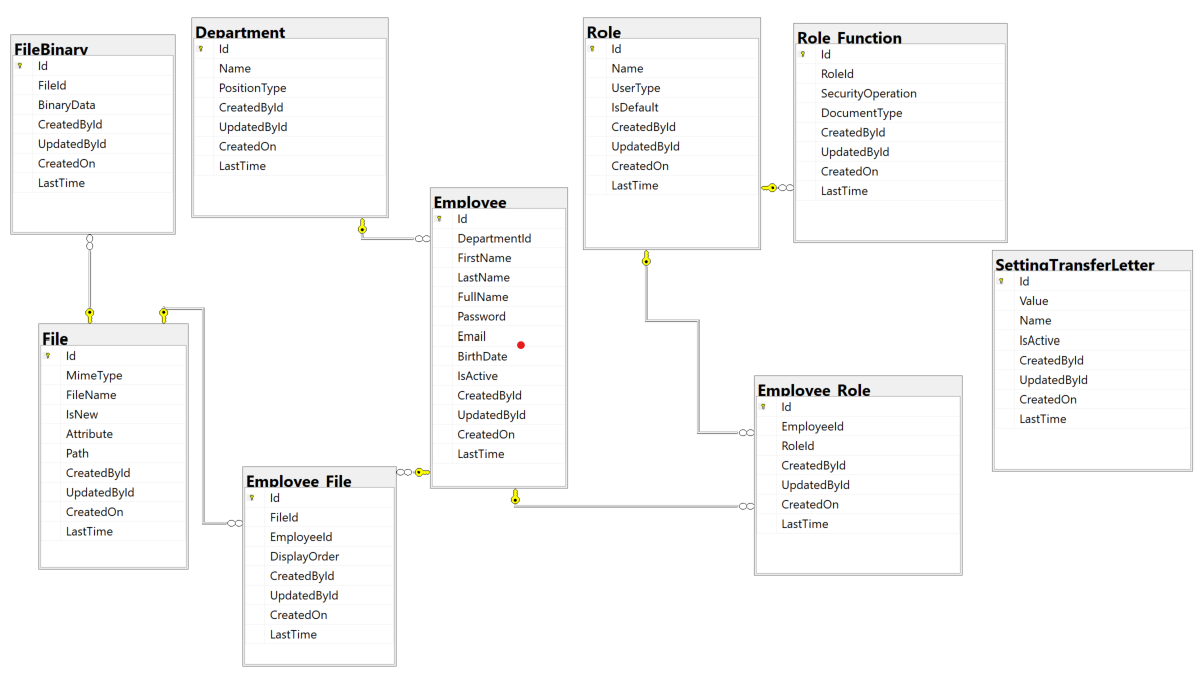 FileBinary
Id
FileId
BinaryData
CreatedById
UpdatedById
CreatedOn
LastTime
Department
Id
Name
PositionType
CreatedById
UpdatedById
CreatedOn
LastTime
Employee
Id
DepartmentId
FirstName
LastName
FullName
Password
Email
BirthDate
IsActive
CreatedById
UpdatedById
CreatedOn
LastTime
Role
Id
Name
UserType
IsDefault
CreatedById
UpdatedById
CreatedOn
LastTime
Role_Function
Id
RoleId
SecurityOperation
DocumentType
CreatedById
UpdatedById
CreatedOn
LastTime
SettingTransferLetter
Id
Value
Name
IsActive
CreatedById
UpdatedById
CreatedOn
LastTime
File
Id
MimeType
FileName
IsNew
Attribute
Path
CreatedById
UpdatedById
CreatedOn
LastTime
Employee_File
Id
FileId
EmployeeId
DisplayOrder
CreatedById
UpdatedById
CreatedOn
LastTime
Employee_Role
Id
EmployeeId
RoleId
CreatedById
UpdatedById
CreatedOn
LastTime